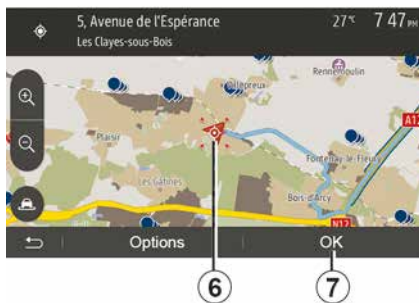 5, Avenue de l'Espérance
27°C 7 47 PM
Les Clayes-sous-Bois
Rennemoulin
Villepreux
A12
Plaisir
Fontenay-le-Fleury
Les Gâtines
Bois-d'Arcy
N12
Options
OK
6
7